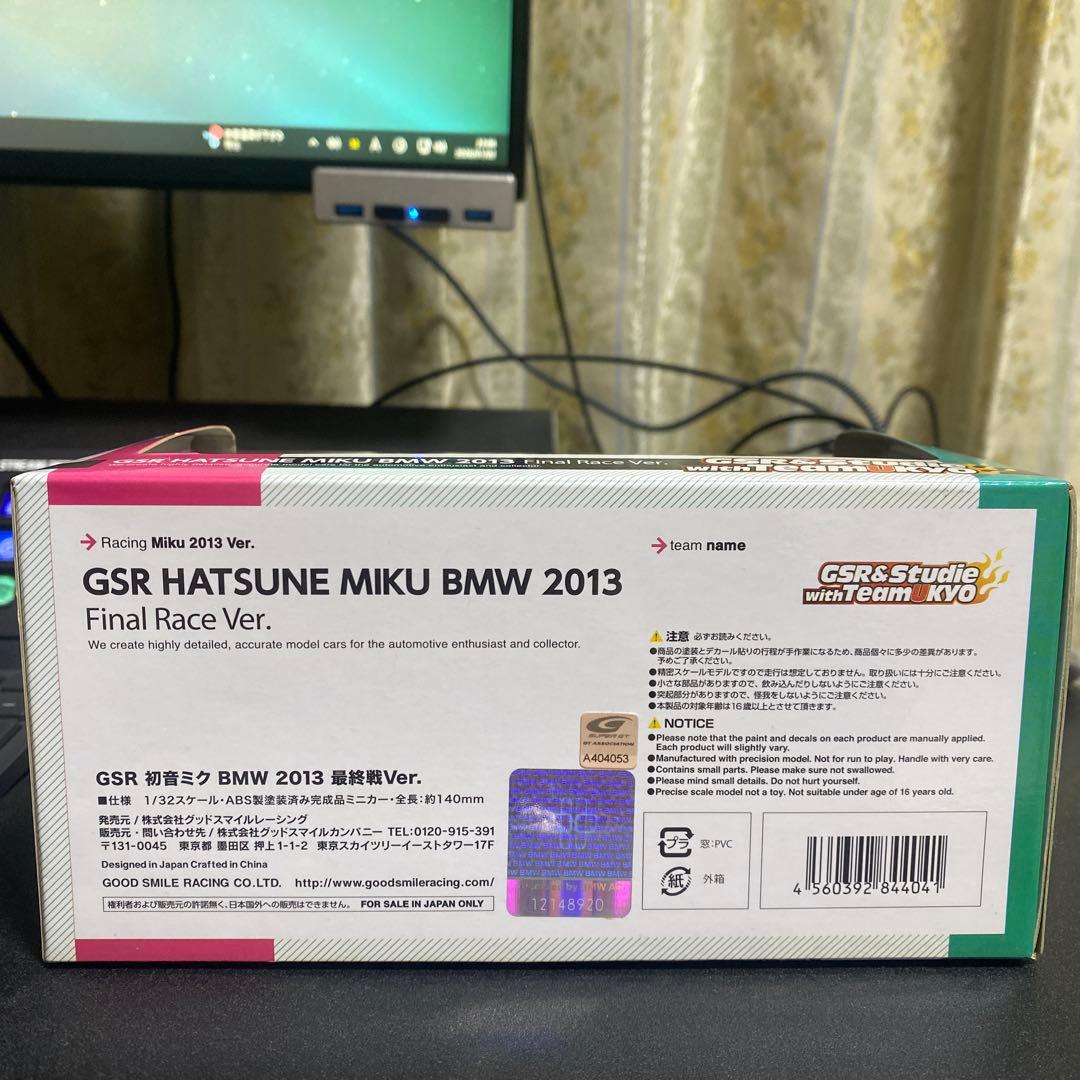 GSR HATSUNE MIKU BMW 2013 Final Race Ver.
We create highly detailed, accurate model cars for the automotive enthusiast and collector.
with TeamUKYO
Racing Miku 2013 Ver.
GSR HATSUNE MIKU BMW 2013
Final Race Ver.
We create highly detailed, accurate model cars for the automotive enthusiast and collector.
team name
GSR&Studie
with TeamUKYO
注意 必ずお読みください。
●商品の塗装とデカール貼りの行程が手作業になるため、商品個々に多少の差異があります。
予めご了承ください。
●精密スケールモデルですので走行は想定しておりません。取り扱いには十分にご注意ください。
●小さな部品がありますので、飲み込んだりしないようにご注意ください。
●突起部分がありますので、怪我をしないようにご注意ください。
●本製品の対象年齢は16歳以上とさせて頂きます。
NOTICE
●Please note that the paint and decals on each product are manually applied.
Each product will slightly vary.
●Manufactured with precision model. Not for run to play. Handle with very care.
●Contains small parts. Please make sure not swallowed.
●Please mind small details. Do not hurt yourself.
●Precise scale model not a toy. Not suitable under age of 16 years old.
SUPER GT
GT ASSOCIATION
A404053
GSR 初音ミク BMW 2013 最終戦Ver.
■仕様 1/32スケール・ABS製塗装済み完成品ミニカー・全長:約140mm
発売元 / 株式会社グッドスマイルレーシング
販売元・問い合わせ先 / 株式会社グッドスマイルカンパニー TEL:0120-915-391
〒131-0045 東京都 墨田区 押上1-1-2 東京スカイツリーイーストタワー17F
Designed in Japan Crafted in China
GOOD SMILE RACING CO.LTD. http://www.goodsmileracing.com/
権利者および販売元の許諾無く、日本国外への販売はできません。 FOR SALE IN JAPAN ONLY
by BMW AG
12148920
プラ 窓:PVC
紙 外箱
4 560392 844041